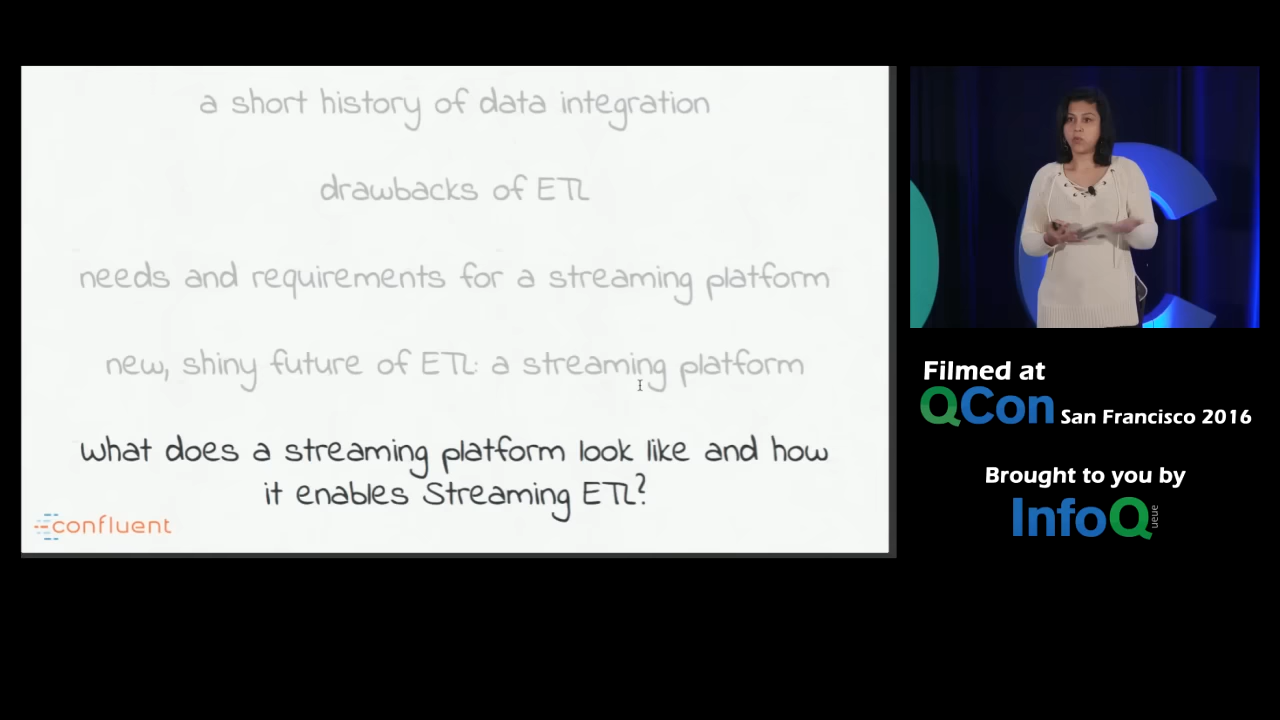 a short history of data integration
drawbacks of ETL
needs and requirements for a streaming platform
new, shiny future of ETL: a streaming platform
what does a streaming platform look like and how
it enables Streaming ETL?
confluent
Filmed at
QCon San Francisco 2016
Brought to you by
InfoQ
ueue